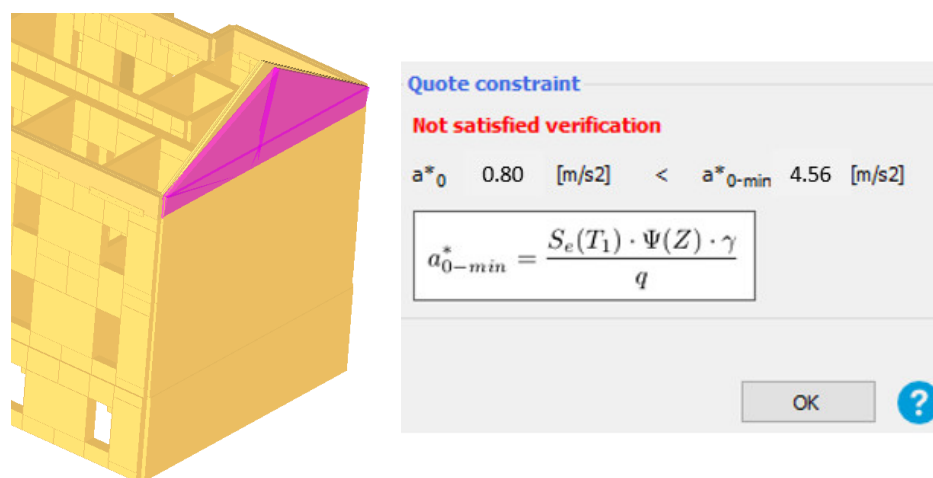 Quote constraint
Not satisfied verification
a*0 0.80 [m/s2] < a*0-min 4.56 [m/s2]
a*0−min = Se(T1) · Ψ(Z) · γ / q
OK
?